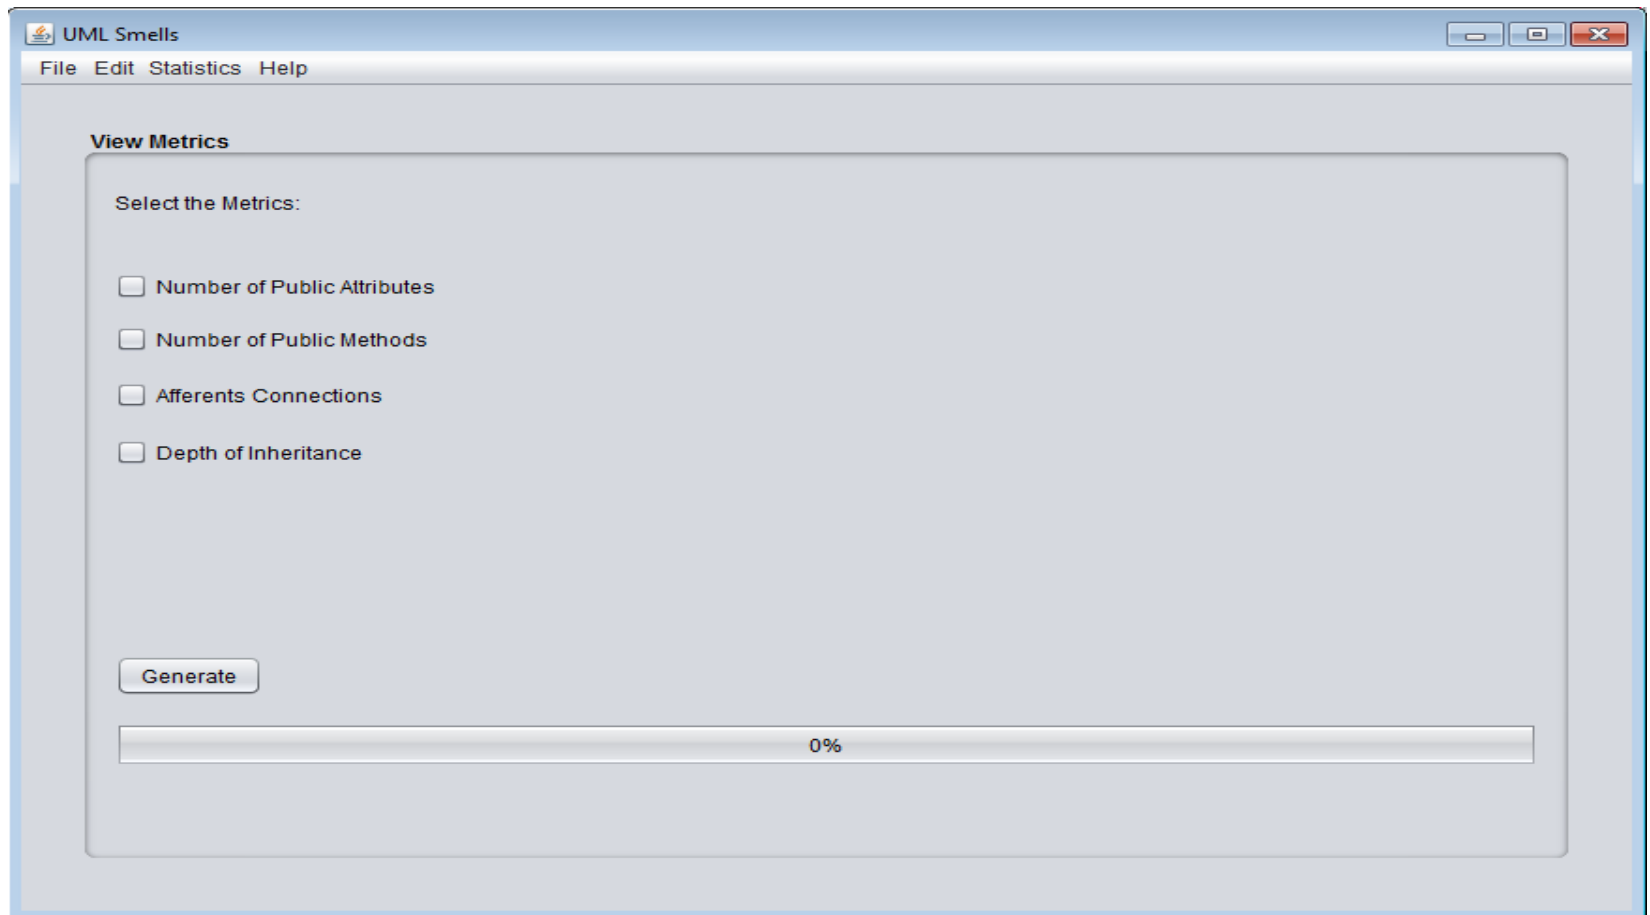 UML Smells
File Edit Statistics Help
View Metrics
Select the Metrics:
Number of Public Attributes
Number of Public Methods
Afferents Connections
Depth of Inheritance
Generate
0%